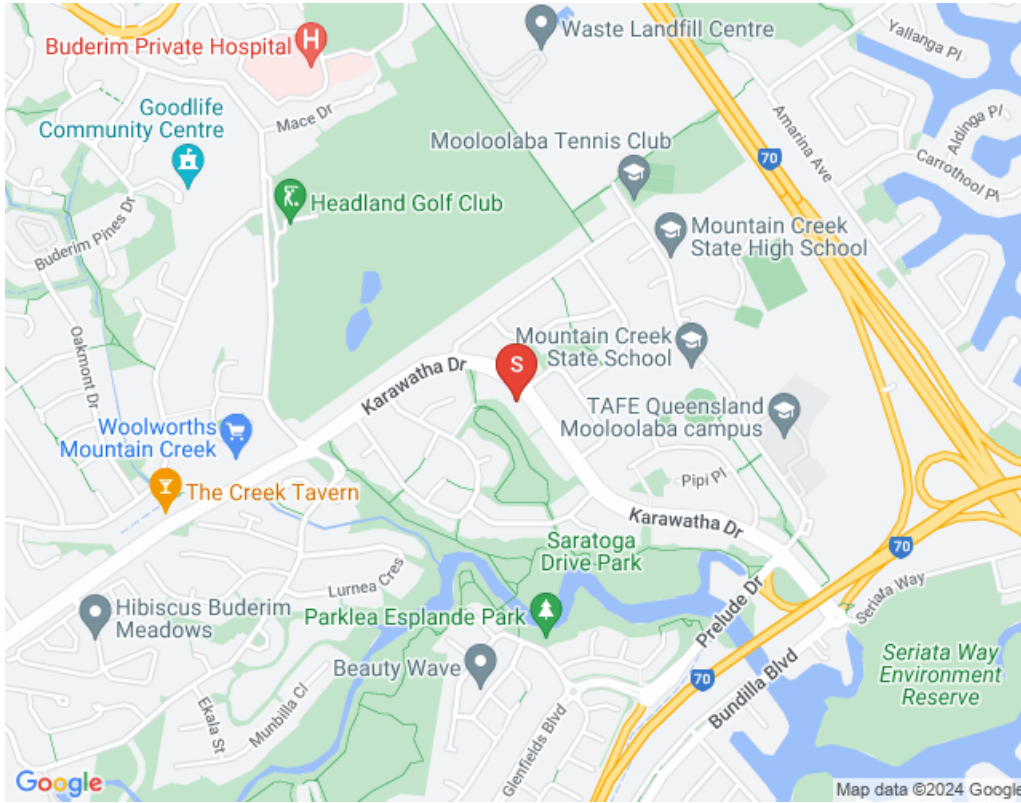 Buderim Private Hospital
H
Waste Landfill Centre
Yallanga Pl
Goodlife
Community Centre
Mace Dr
Mooloolaba Tennis Club
70
Amarina Ave
Aldinga Pl
Carrothool Pl
Headland Golf Club
Mountain Creek
State High School
Buderim Pines Dr
Oakmont Dr
Mountain Creek
State School
Karawatha Dr
S
TAFE Queensland
Mooloolaba campus
Woolworths
Mountain Creek
Pipi Pl
The Creek Tavern
Karawatha Dr
Saratoga
Drive Park
70
Lurnea Cres
Prelude Dr
Seriata Way
Hibiscus Buderim
Meadows
Parklea Esplande Park
Beauty Wave
Seriata Way
Environment
Reserve
70
Bundilla Blvd
Ekala St
Munbilla Cl
Glenfields Blvd
Google
Map data ©2024 Google